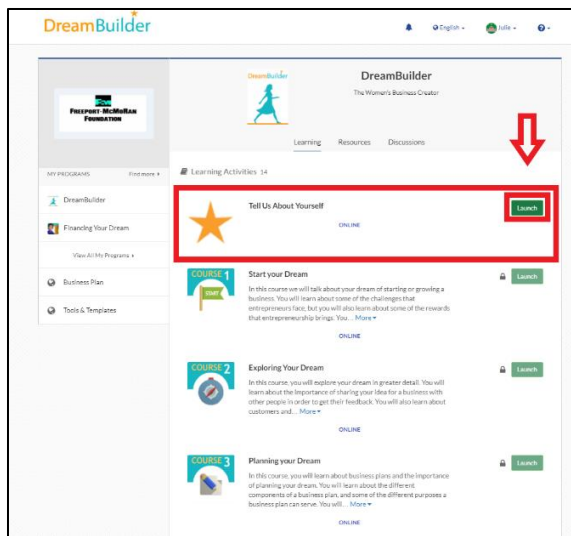 DreamBuilder
English
Julie
FREEPORT-MCMORAN
FOUNDATION
DreamBuilder
DreamBuilder
The Women's Business Creator
Learning Resources Discussions
MY PROGRAMS Find more
DreamBuilder
Financing Your Dream
View All My Programs
Business Plan
Tools & Templates
Learning Activities 14
Tell Us About Yourself
Launch
ONLINE
COURSE 1
START
Start your Dream
Launch
In this course we will talk about your dream of starting or growing a
business. You will learn about some of the challenges that
entrepreneurs face, but you will also learn about some of the rewards
that entrepreneurship brings. You... More
ONLINE
COURSE 2
Exploring Your Dream
Launch
In this course, you will explore your dream in greater detail. You will
learn about the importance of sharing your idea for a business with
other people in order to get their feedback. You will also learn about
customers and... More
ONLINE
COURSE 3
Planning your Dream
Launch
In this course, you will learn about business plans and the importance
of planning your dream. You will learn about the different
components of a business plan, and some of the different purposes a
business plan can serve. You will... More
ONLINE